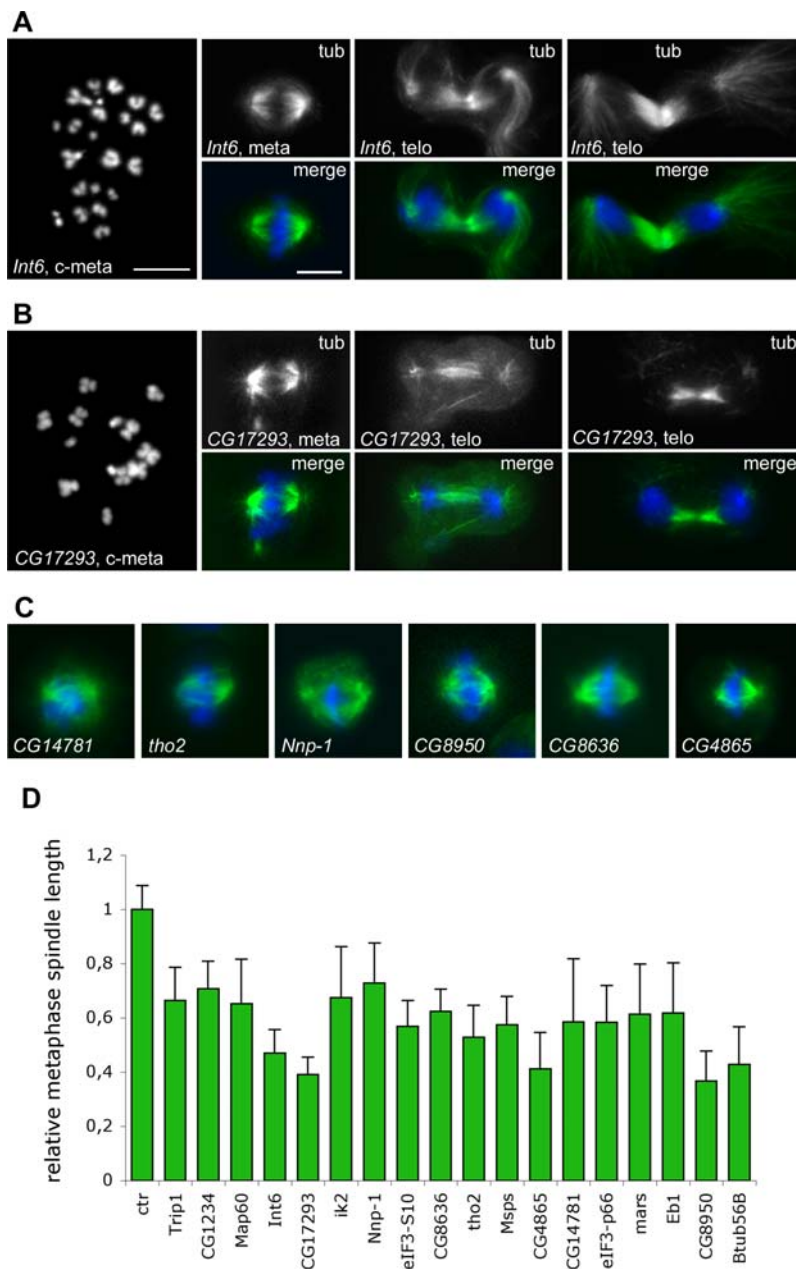 A
Int6, c-meta
tub
Int6, meta
merge
tub
Int6, telo
merge
tub
Int6, telo
merge
B
CG17293, c-meta
tub
CG17293, meta
merge
tub
CG17293, telo
merge
tub
CG17293, telo
merge
C
CG14781
tho2
Nnp-1
CG8950
CG8636
CG4865
D
relative metaphase spindle length
1,2
1
0,8
0,6
0,4
0,2
0
ctr
Trip1
CG1234
Map60
Int6
CG17293
ik2
Nnp-1
eIF3-S10
CG8636
tho2
Msps
CG4865
CG14781
eIF3-p66
mars
Eb1
CG8950
Btub56B